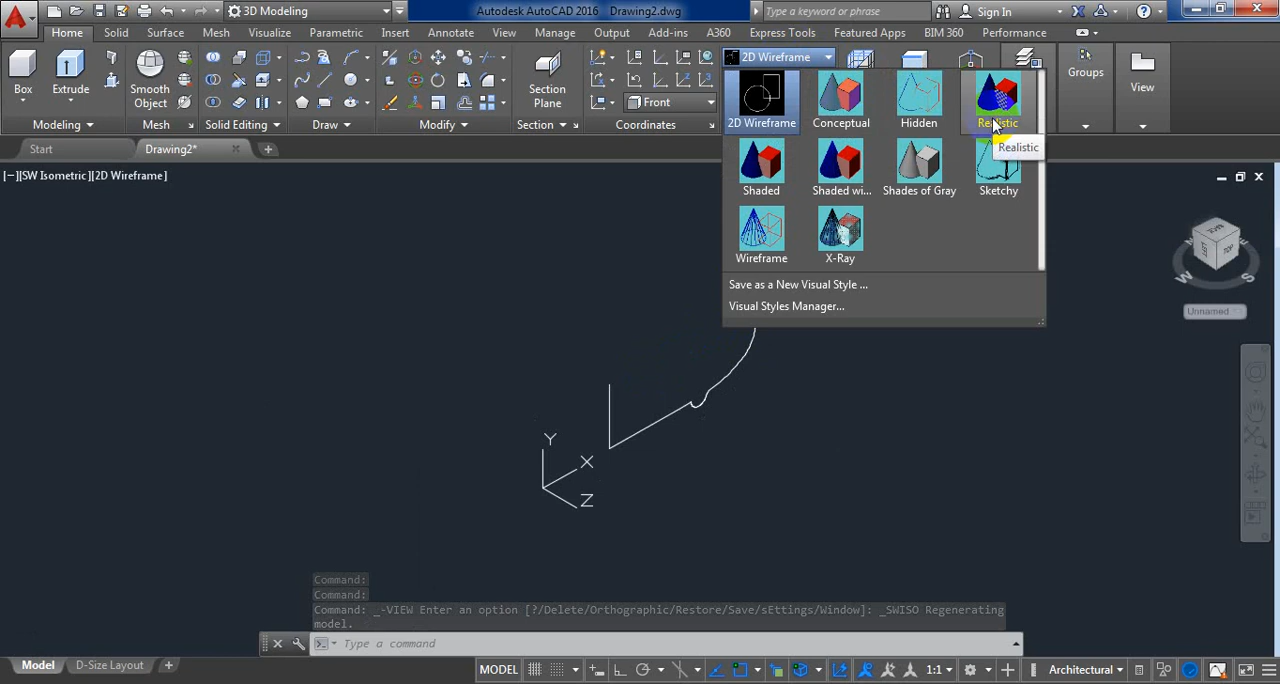 3D Modeling
Autodesk AutoCAD 2016 Drawing2.dwg
Type a keyword or phrase
Sign In
Home Solid Surface Mesh Visualize Parametric Insert Annotate View Manage Output Add-ins A360 Express Tools Featured Apps BIM 360 Performance
Box
Extrude
Smooth
Object
Section
Plane
Front
2D Wireframe
Groups
View
Modeling
Mesh
Solid Editing
Draw
Modify
Section
Coordinates
2D Wireframe Conceptual Hidden Realistic
Realistic
Shaded Shaded wi... Shades of Gray Sketchy
Wireframe X-Ray
Save as a New Visual Style ...
Visual Styles Manager...
Start
Drawing2*
[−]|SW Isometric][2D Wireframe]
TOP
W
S
Unnamed
Y
X
Z
Command:
Command:
Command: _-VIEW Enter an option [?/Delete/Orthographic/Restore/Save/sEttings/Window]: _SWISO Regenerating
model.
Type a command
Model
D-Size Layout
MODEL
1:1
Architectural